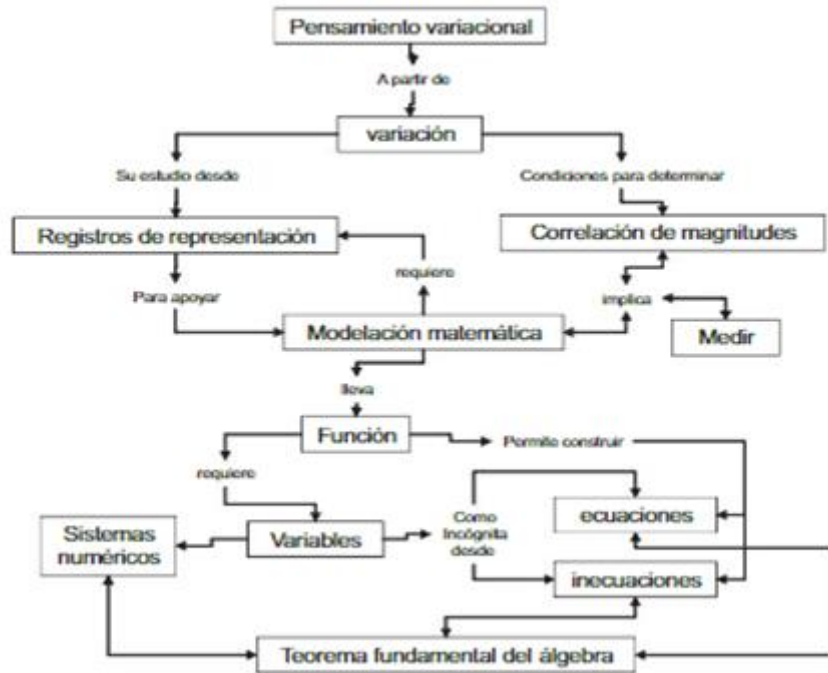 Pensamiento variacional
A partir de
variación
Su estudio desde
Condiciones para determinar
Registros de representación
Correlación de magnitudes
requiere
Para apoyar
implica
Modelación matemática
Medir
lleva
Función
Permite construir
requiere
Sistemas
numéricos
Variables
Como
Incógnita
desde
ecuaciones
inecuaciones
Teorema fundamental del álgebra